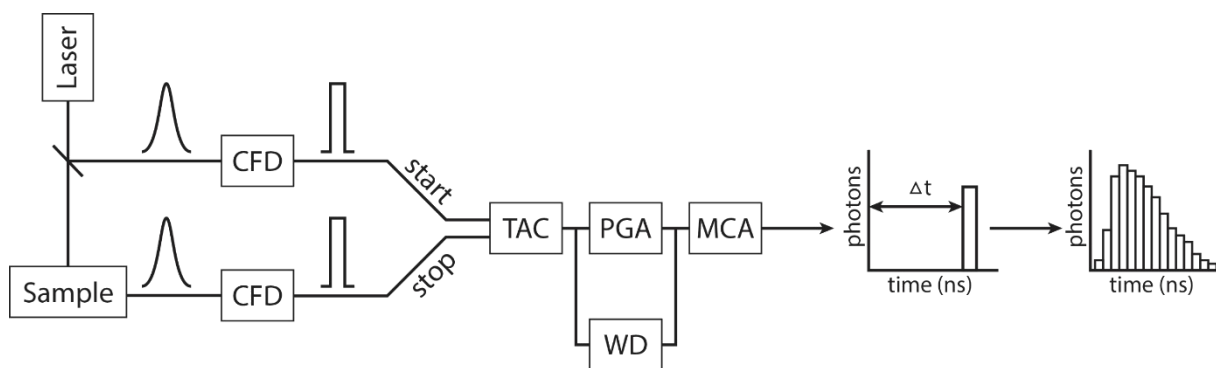 Laser
CFD
start
Sample
CFD
stop
TAC
PGA
WD
MCA
photons
Δt
time (ns)
photons
time (ns)